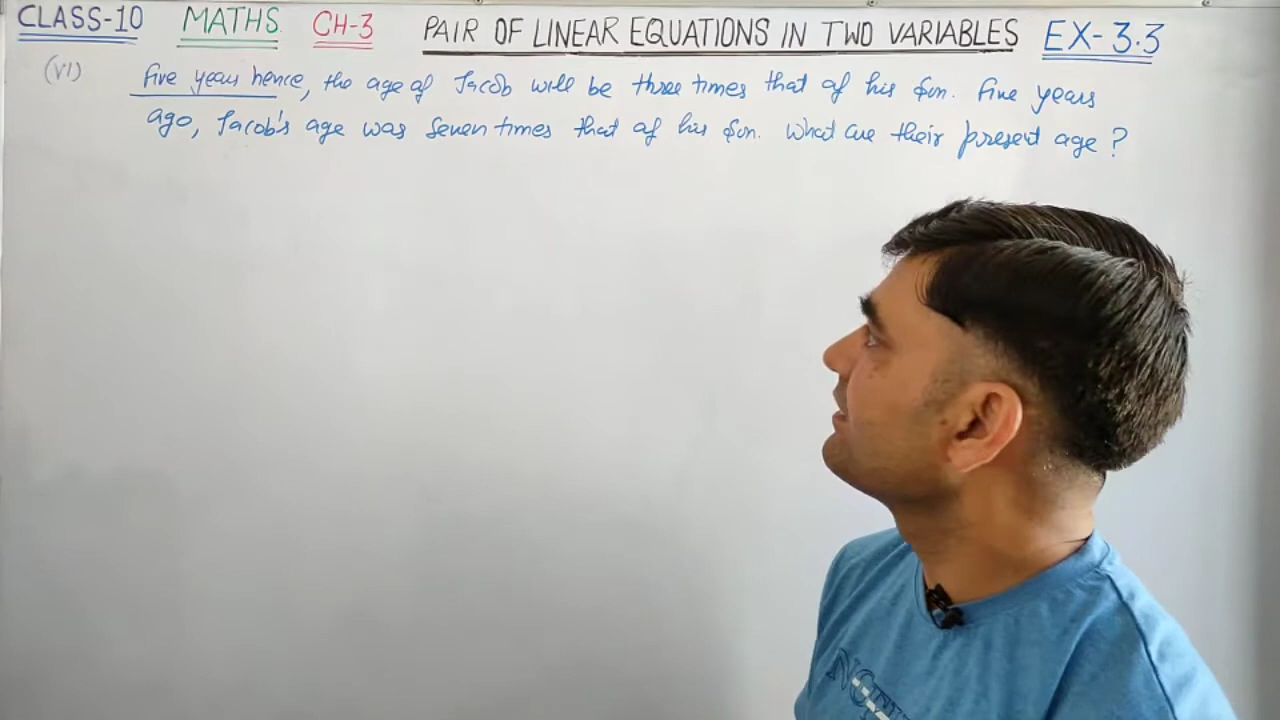 CLASS-10 MATHS CH-3 PAIR OF LINEAR EQUATIONS IN TWO VARIABLES EX-3.3
(VI) five years hence, the age of Jacob will be three times that of his son. five years
ago, Jacob's age was seven times that of his son. What are their present age ?